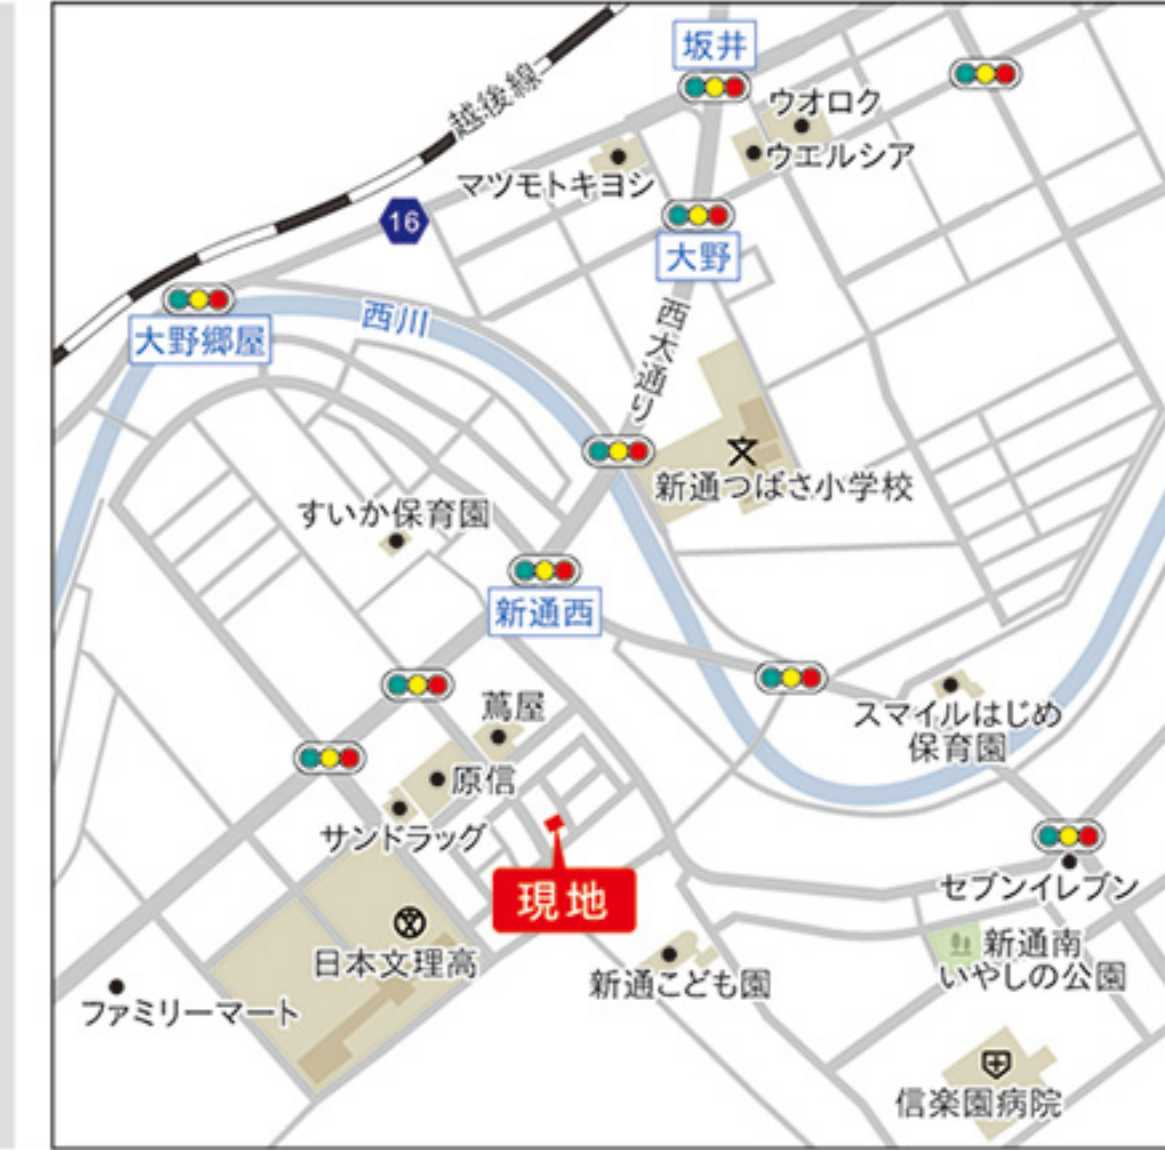 坂井
ウオロク
ウエルシア
越後線
マツモトキヨシ
16
大野
西川
大野郷屋
西大通り
新通つばさ小学校
すいか保育園
新通西
蔦屋
スマイルはじめ
保育園
原信
サンドラッグ
現地
セブンイレブン
日本文理高
新通こども園
新通南
いやしの公園
ファミリーマート
信楽園病院